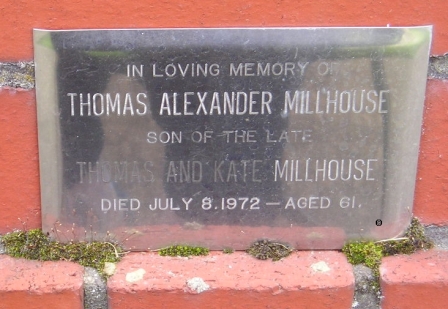 IN LOVING MEMORY OF
THOMAS ALEXANDER MILLHOUSE
SON OF THE LATE
THOMAS AND KATE MILLHOUSE
DIED JULY 8.1972 — AGED 61.